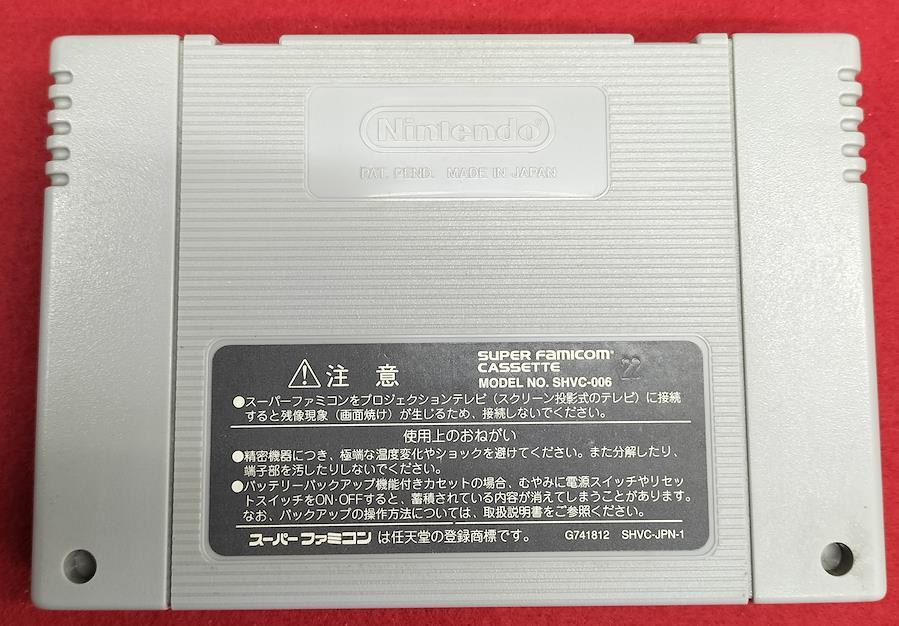 Nintendo
PAT. PEND. MADE IN JAPAN
注 意
SUPER FAMICOM
CASSETTE
MODEL NO. SHVC-006
22
●スーパーファミコンをプロジェクションテレビ（スクリーン投影式のテレビ）に接続
すると残像現象（画面焼け）が生じるため、接続しないでください。
使用上のおねがい
●精密機器につき、極端な温度変化やショックを避けてください。また分解したり、
端子部を汚したりしないでください。
●バッテリーバックアップ機能付きカセットの場合、むやみに電源スイッチやリセッ
トスイッチをON・OFFすると、蓄積されている内容が消えてしまうことがあります。
なお、バックアップの操作方法については、取扱説明書をご参照ください。
スーパーファミコン は任天堂の登録商標です。
G741812 SHVC-JPN-1